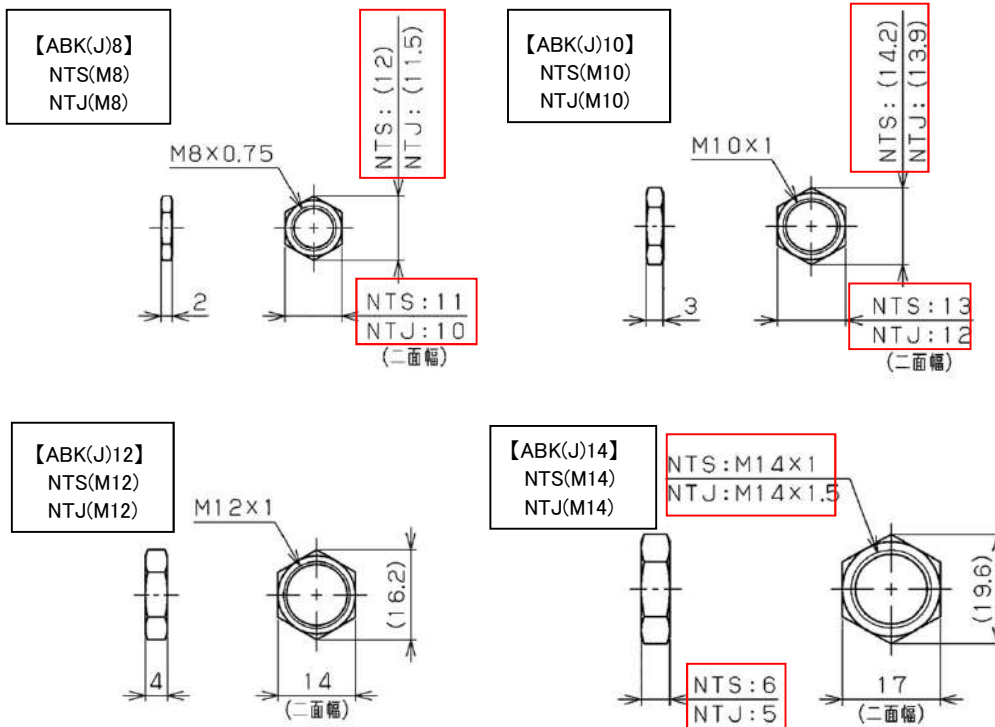 【ABK(J)8】
NTS(M8)
NTJ(M8)
NTS:(12)
NTJ:(11.5)
M8×0.75
2
NTS:11
NTJ:10
(二面幅)
【ABK(J)10】
NTS(M10)
NTJ(M10)
NTS:(14.2)
NTJ:(13.9)
M10×1
3
NTS:13
NTJ:12
(二面幅)
【ABK(J)12】
NTS(M12)
NTJ(M12)
M12×1
(16.2)
4
14
(二面幅)
【ABK(J)14】
NTS(M14)
NTJ(M14)
NTS:M14×1
NTJ:M14×1.5
(19.6)
NTS:6
NTJ:5
17
(二面幅)